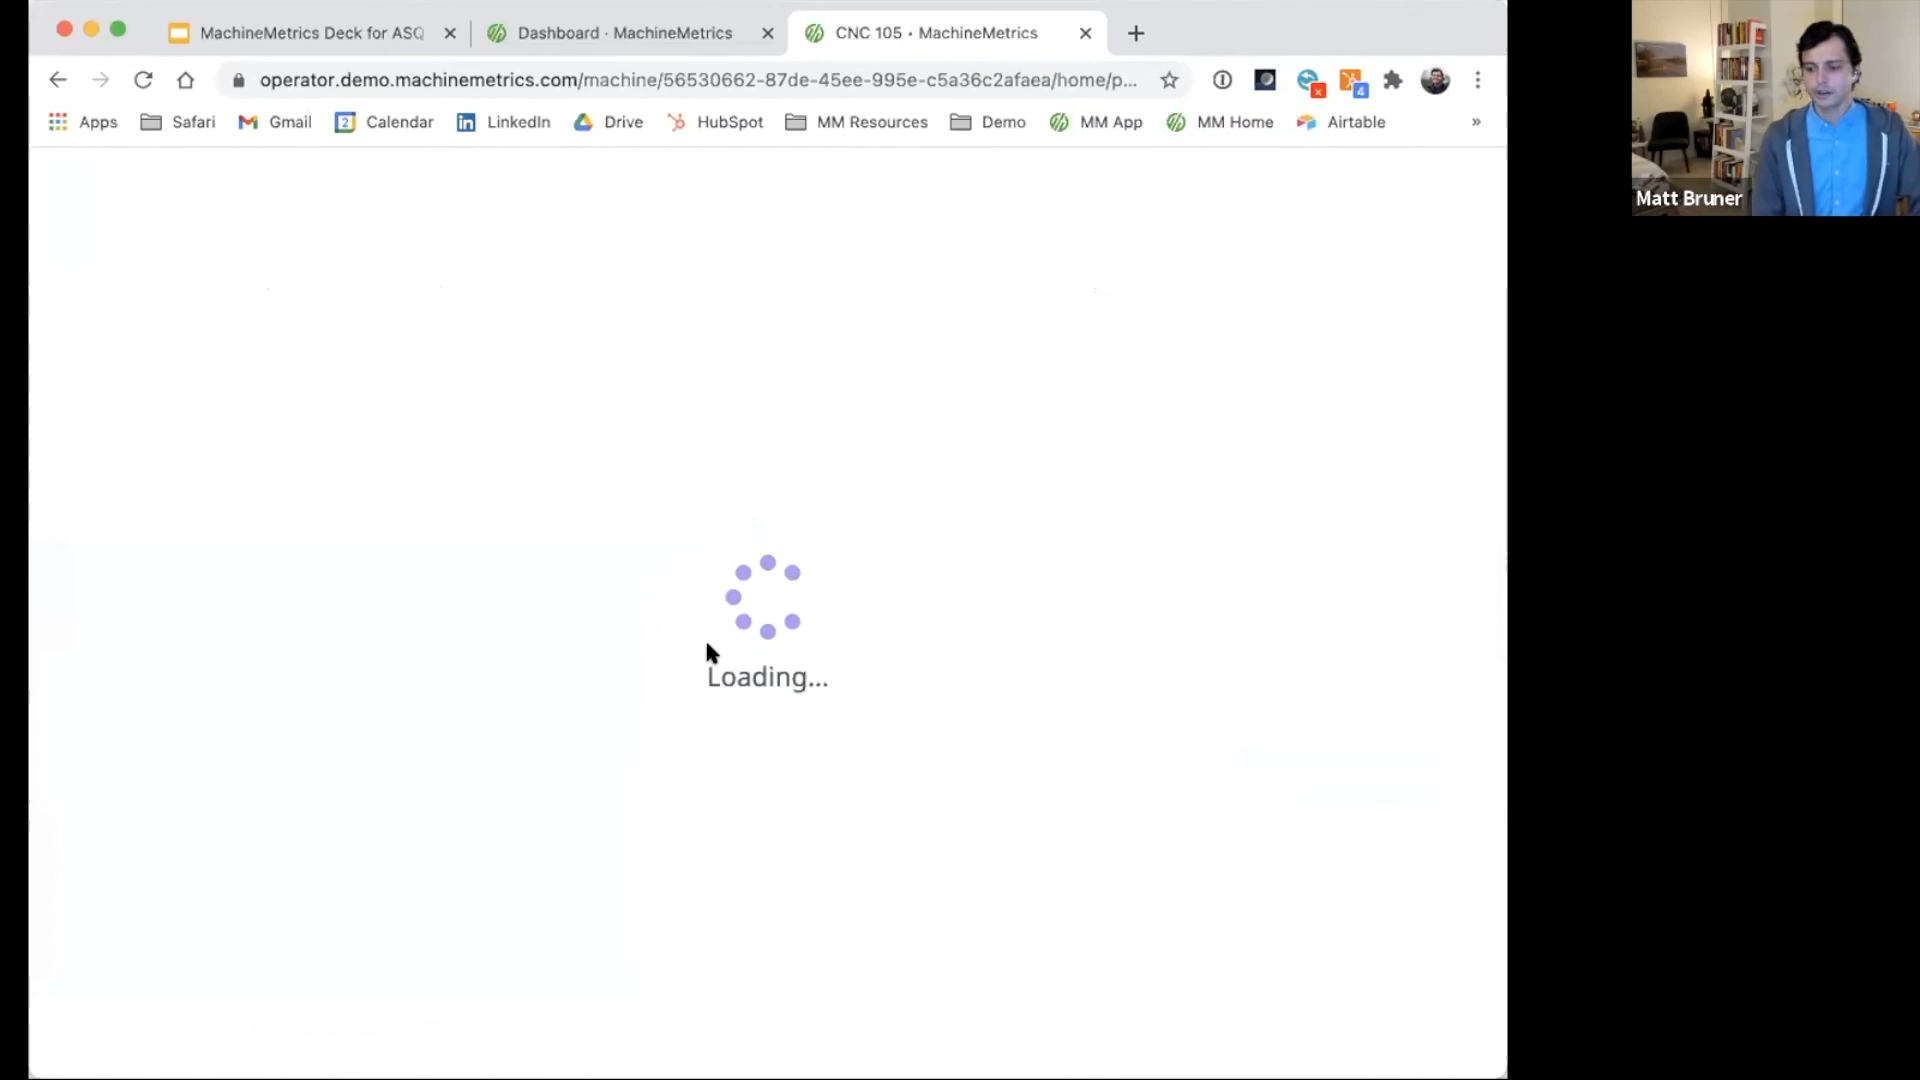 MachineMetrics Deck for ASQ
Dashboard · MachineMetrics
CNC 105 • MachineMetrics
operator.demo.machinemetrics.com/machine/56530662-87de-45ee-995e-c5a36c2afaea/home/p...
4
Apps
Safari
Gmail
2
Calendar
LinkedIn
Drive
HubSpot
MM Resources
Demo
MM App
MM Home
Airtable
»
Matt Bruner
Loading...